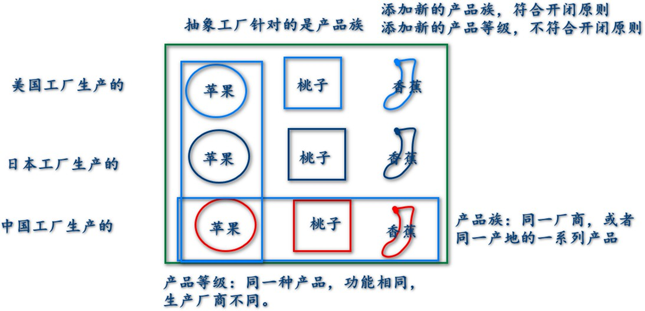 抽象工厂针对的是产品族
添加新的产品族，符合开闭原则
添加新的产品等级，不符合开闭原则
美国工厂生产的
苹果
桃子
香蕉
日本工厂生产的
苹果
桃子
香蕉
中国工厂生产的
苹果
桃子
香蕉
产品族：同一厂商，或者
同一产地的一系列产品
产品等级：同一种产品，功能相同，
生产厂商不同。